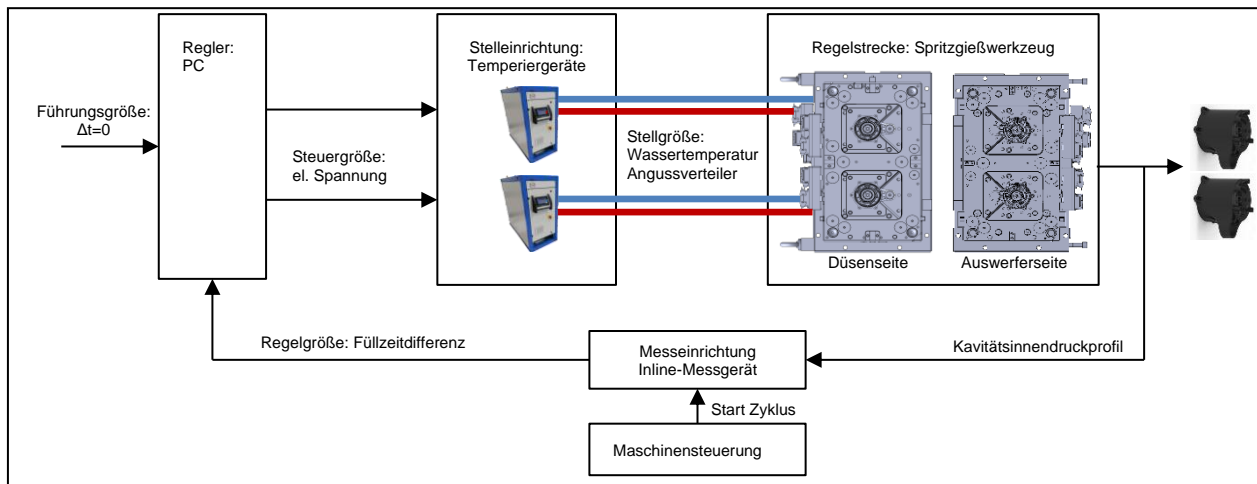 Regler:
PC
Stelleinrichtung:
Temperiergeräte
Regelstrecke: Spritzgießwerkzeug
Führungsgröße:
Δt=0
Steuergröße:
el. Spannung
Stellgröße:
Wassertemperatur
Angussverteiler
Düsenseite
Auswerferseite
Regelgröße: Füllzeitdifferenz
Messeinrichtung
Inline-Messgerät
Kavitätsinnendruckprofil
Start Zyklus
Maschinensteuerung